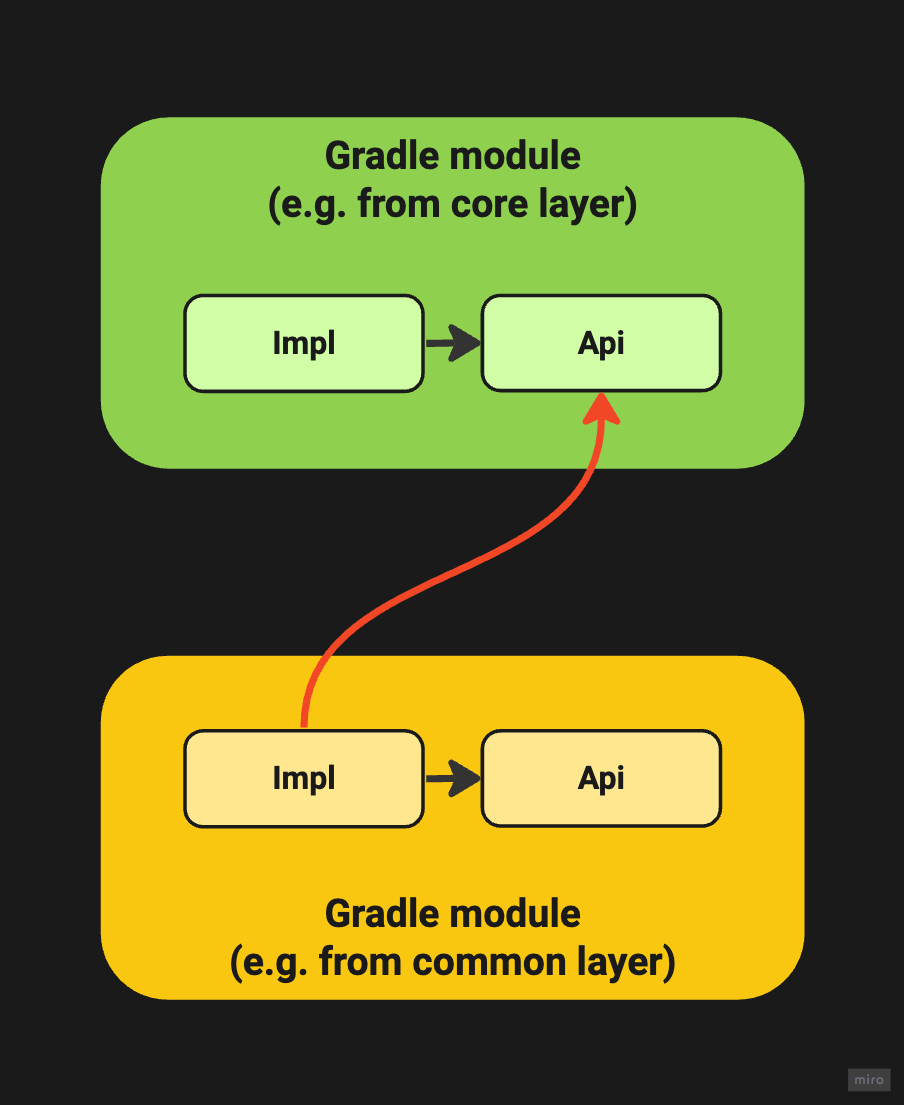 Gradle module
(e.g. from core layer)
Impl
Api
Impl
Api
Gradle module
(e.g. from common layer)
miro